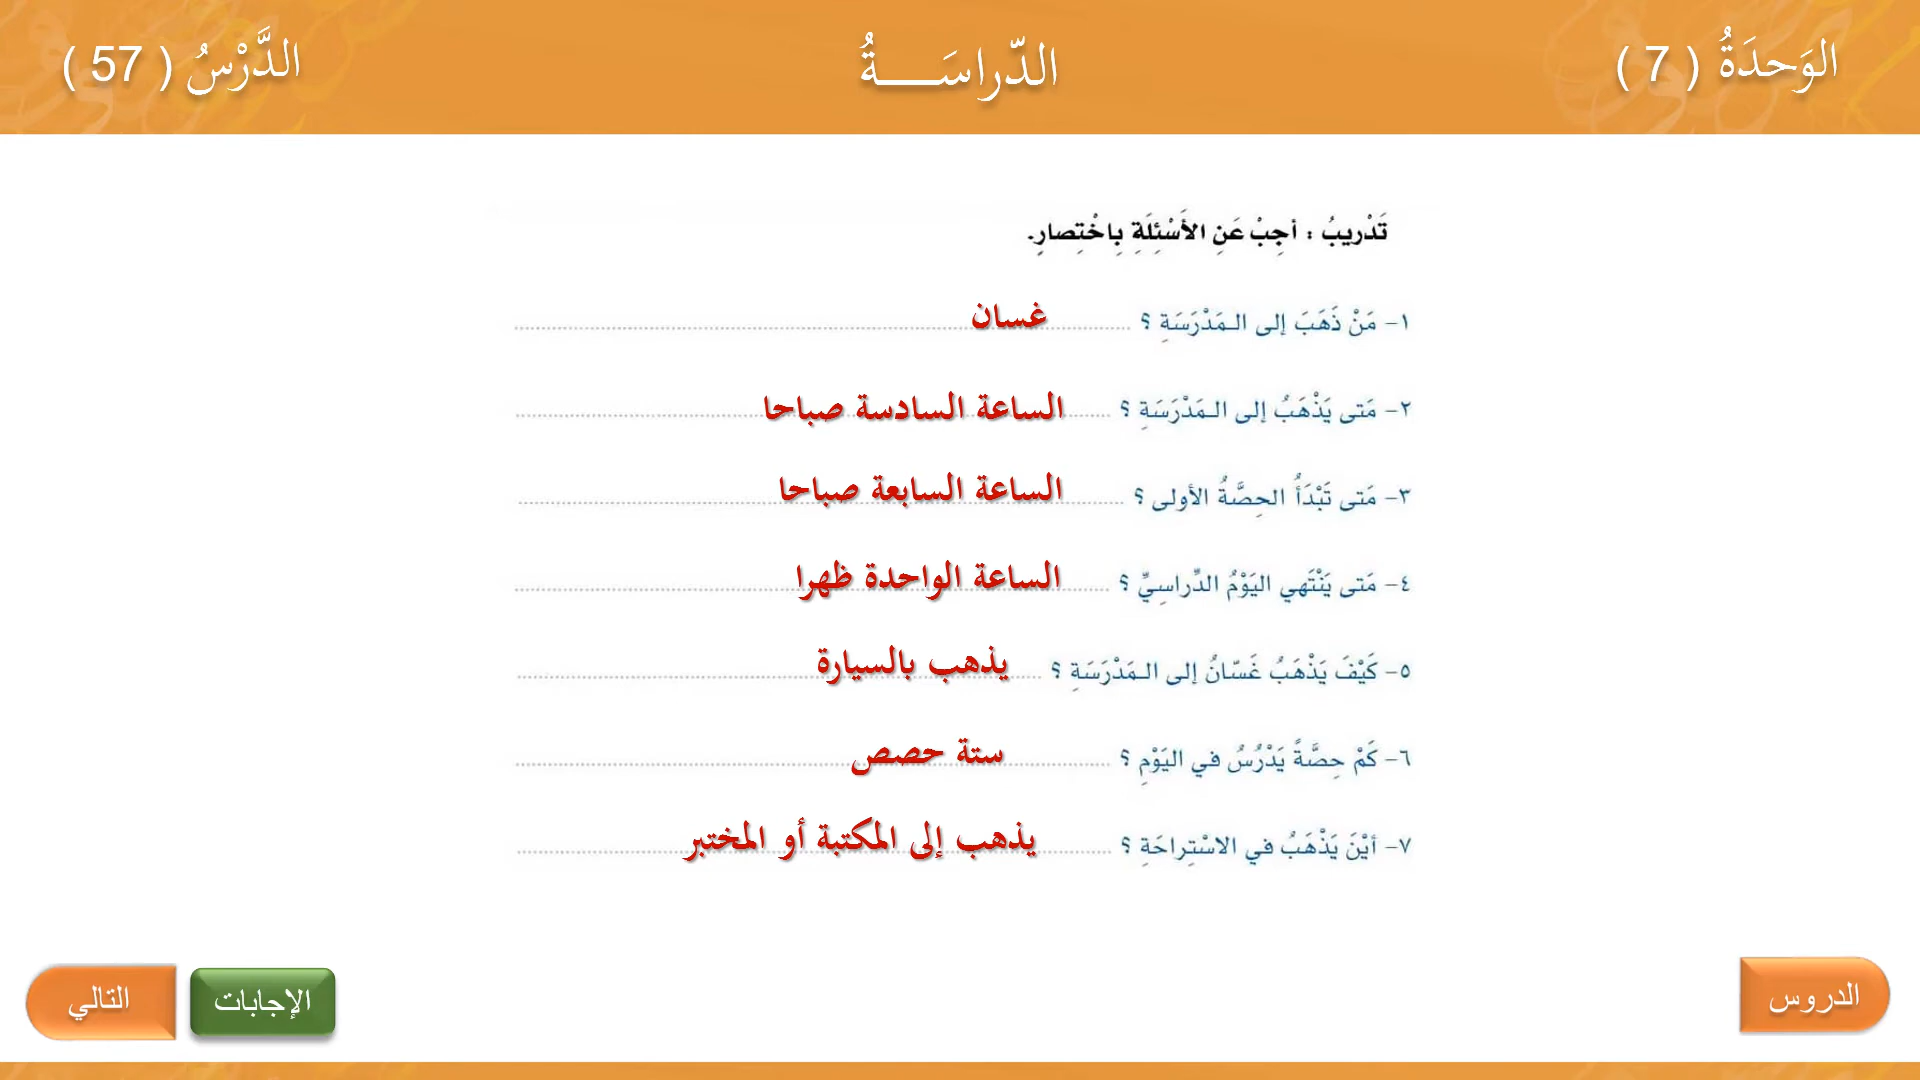 الوَحدَةُ ( 7 )
الدّراسَـــةُ
الدَّرْسُ ( 57 )
تَدْريبُ : أجِبْ عَنِ الأَسْئِلَةِ بِاخْتِصارٍ.
١- مَنْ ذَهَبَ إلى الـمَدْرَسَةِ ؟ غسان
٢- مَتى يَذْهَبُ إلى الـمَدْرَسَةِ ؟ الساعة السادسة صباحا
٣- مَتى تَبْدَأُ الحِصَّةُ الأولى ؟ الساعة السابعة صباحا
٤- مَتى يَنْتَهي اليَوْمُ الدِّراسِيِّ ؟ الساعة الواحدة ظهرا
٥- كَيْفَ يَذْهَبُ غَسّانُ إلى الـمَدْرَسَةِ ؟ يذهب بالسيارة
٦- كَمْ حِصَّةً يَدْرُسُ في اليَوْمِ ؟ ستة حصص
٧- أيْنَ يَذْهَبُ في الاسْتِراحَةِ ؟ يذهب إلى المكتبة أو المختبر
الدروس
الإجابات
التالي